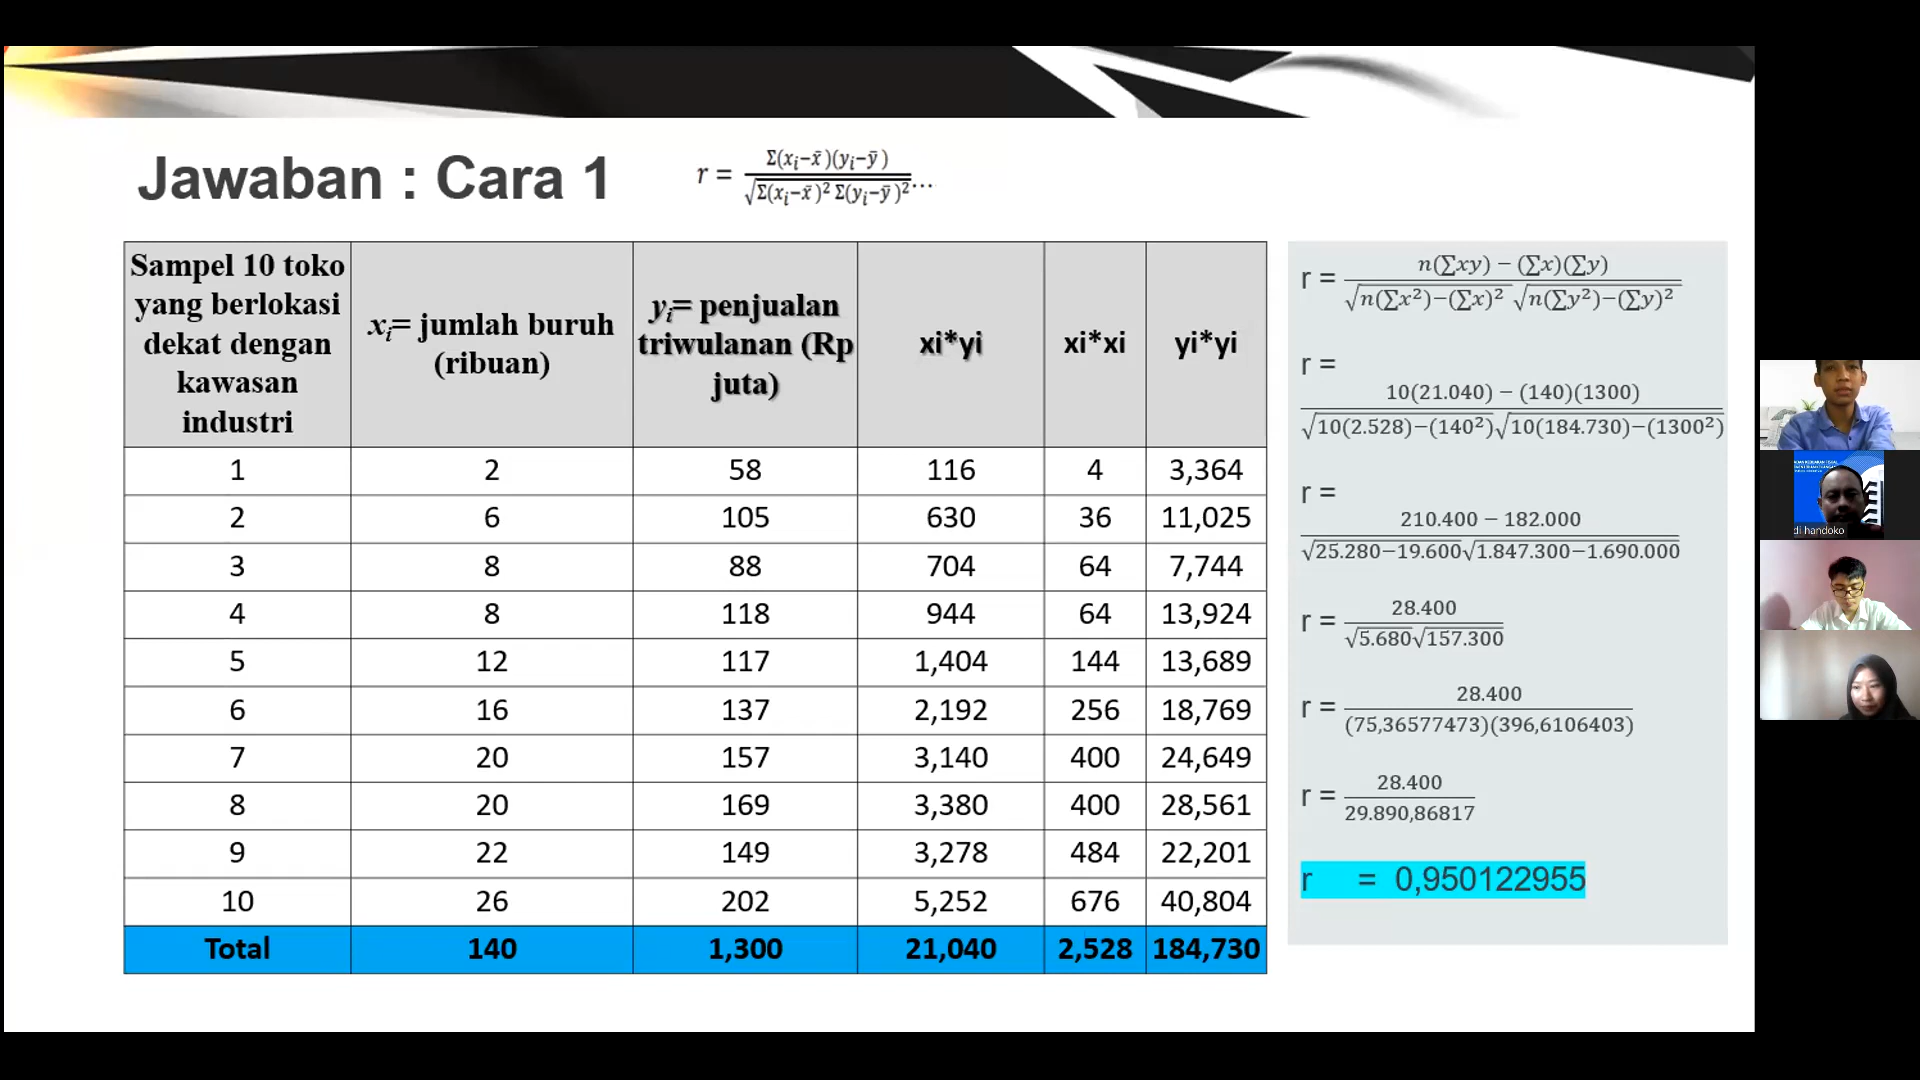 Jawaban : Cara 1
r = Σ(xᵢ−x̄)(yᵢ−ȳ) / √Σ(xᵢ−x̄)² Σ(yᵢ−ȳ)² ...
Sampel 10 toko yang berlokasi dekat dengan kawasan industri | xᵢ= jumlah buruh (ribuan) | yᵢ= penjualan triwulanan (Rp juta) | xi*yi | xi*xi | yi*yi
1 | 2 | 58 | 116 | 4 | 3,364
2 | 6 | 105 | 630 | 36 | 11,025
3 | 8 | 88 | 704 | 64 | 7,744
4 | 8 | 118 | 944 | 64 | 13,924
5 | 12 | 117 | 1,404 | 144 | 13,689
6 | 16 | 137 | 2,192 | 256 | 18,769
7 | 20 | 157 | 3,140 | 400 | 24,649
8 | 20 | 169 | 3,380 | 400 | 28,561
9 | 22 | 149 | 3,278 | 484 | 22,201
10 | 26 | 202 | 5,252 | 676 | 40,804
Total | 140 | 1,300 | 21,040 | 2,528 | 184,730
r = n(∑xy) − (∑x)(∑y) / √n(∑x²)−(∑x)² √n(∑y²)−(∑y)²
r =
10(21.040) − (140)(1300) / √10(2.528)−(140²)√10(184.730)−(1300²)
r =
210.400 − 182.000 / √25.280−19.600√1.847.300−1.690.000
r = 28.400 / √5.680√157.300
r = 28.400 / (75,36577473)(396,6106403)
r = 28.400 / 29.890,86817
r = 0,950122955
di handoko